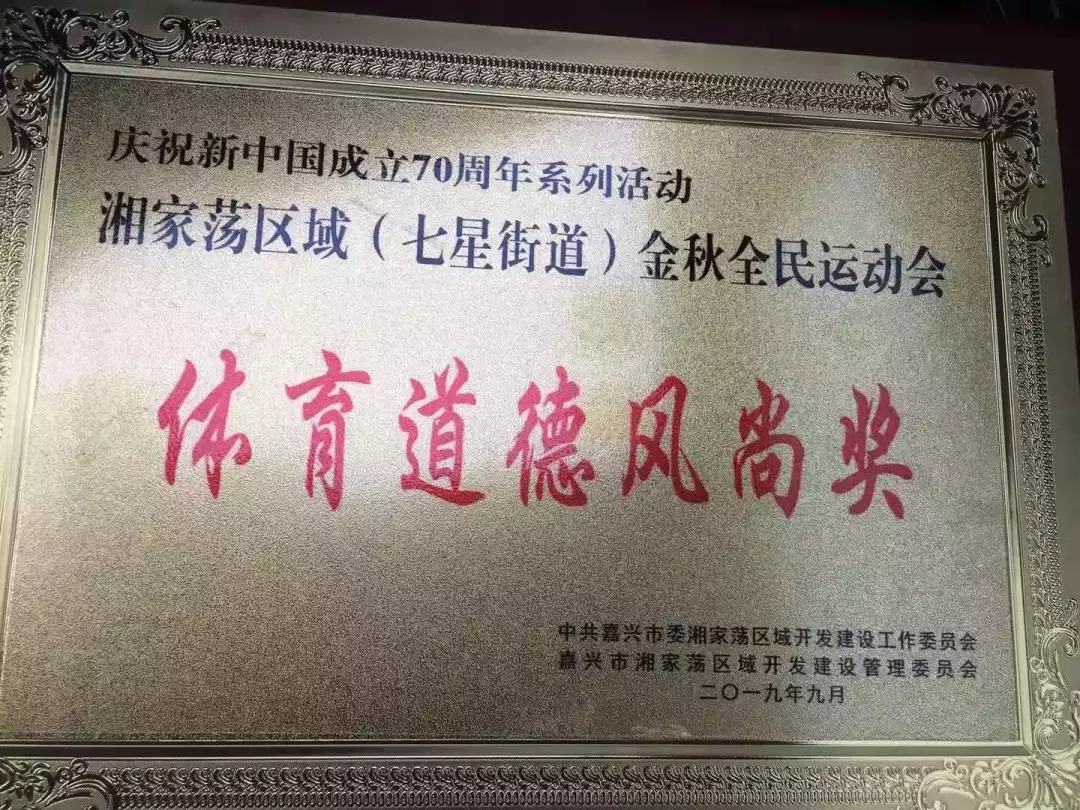 庆祝新中国成立70周年系列活动
湘家荡区域（七星街道）金秋全民运动会
体育道德风尚奖
中共嘉兴市委湘家荡区域开发建设工作委员会
嘉兴市湘家荡区域开发建设管理委员会
二〇一九年九月